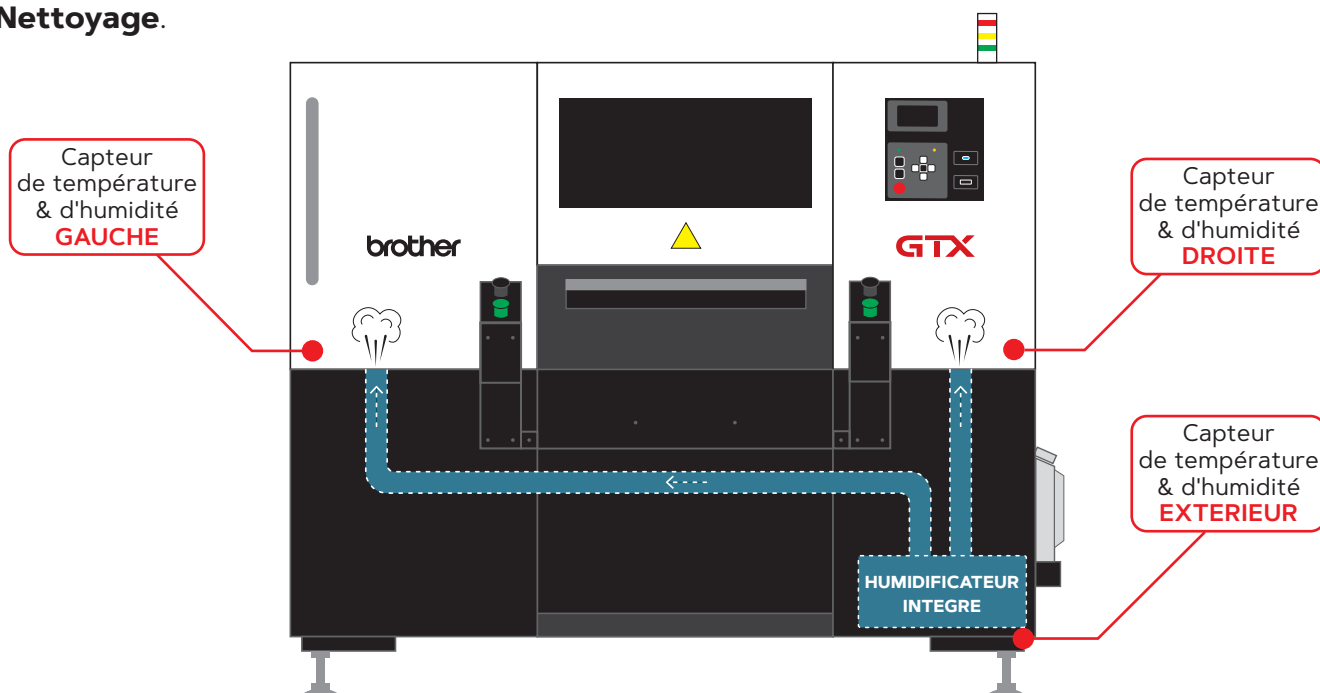 Nettoyage.
Capteur
de température
& d'humidité
GAUCHE
brother
GTX
Capteur
de température
& d'humidité
DROITE
Capteur
de température
& d'humidité
EXTERIEUR
HUMIDIFICATEUR
INTEGRE